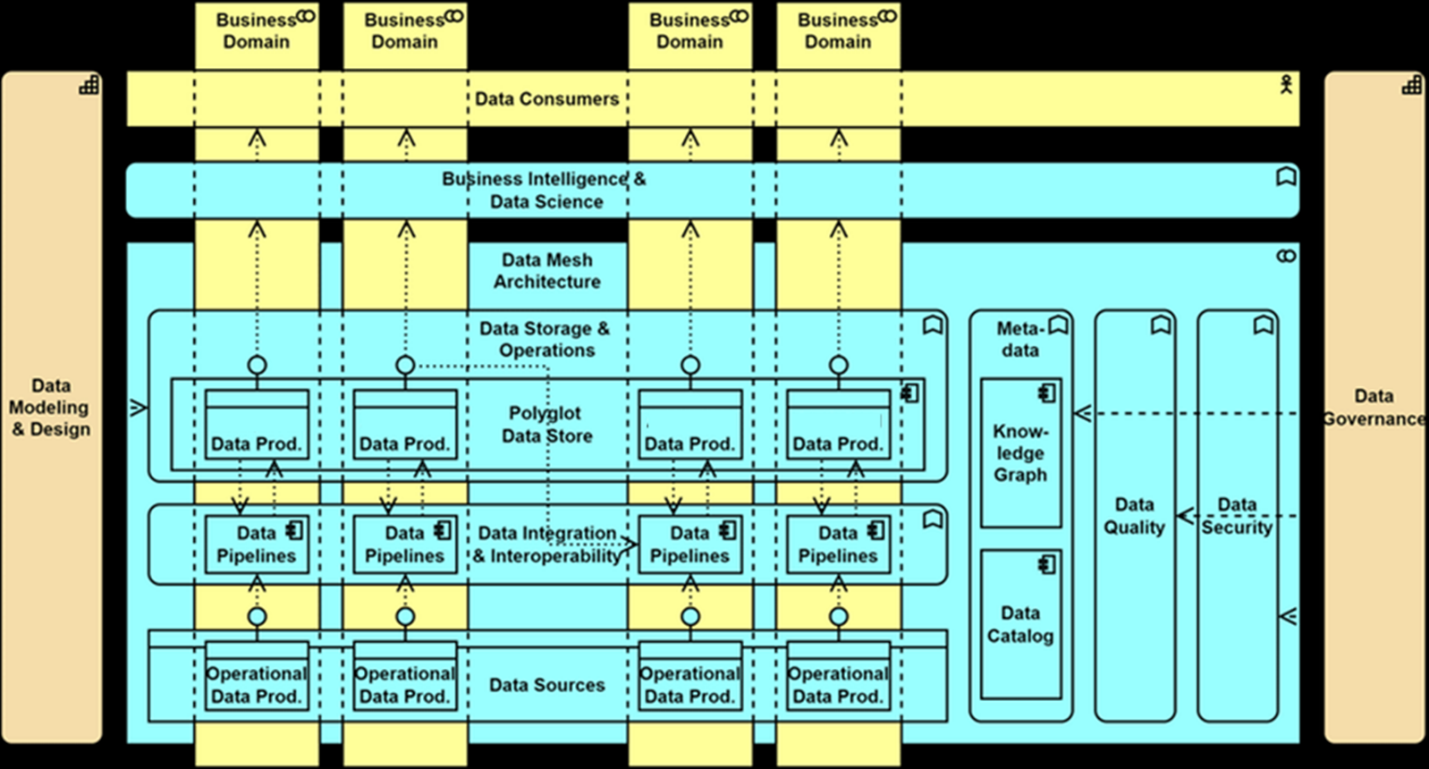 Business
Domain
Business
Domain
Business
Domain
Business
Domain
Data Consumers
Business Intelligence &
Data Science
Data Mesh
Architecture
Data Modeling
& Design
Data Storage &
Operations
Polyglot
Data Store
Data Prod.
Data Prod.
Data Prod.
Data Prod.
Data Integration
& Interoperability
Data
Pipelines
Data
Pipelines
Data
Pipelines
Data
Pipelines
Data Sources
Operational
Data Prod.
Operational
Data Prod.
Operational
Data Prod.
Operational
Data Prod.
Meta-
data
Know-
ledge
Graph
Data
Catalog
Data
Quality
Data
Security
Data
Governance